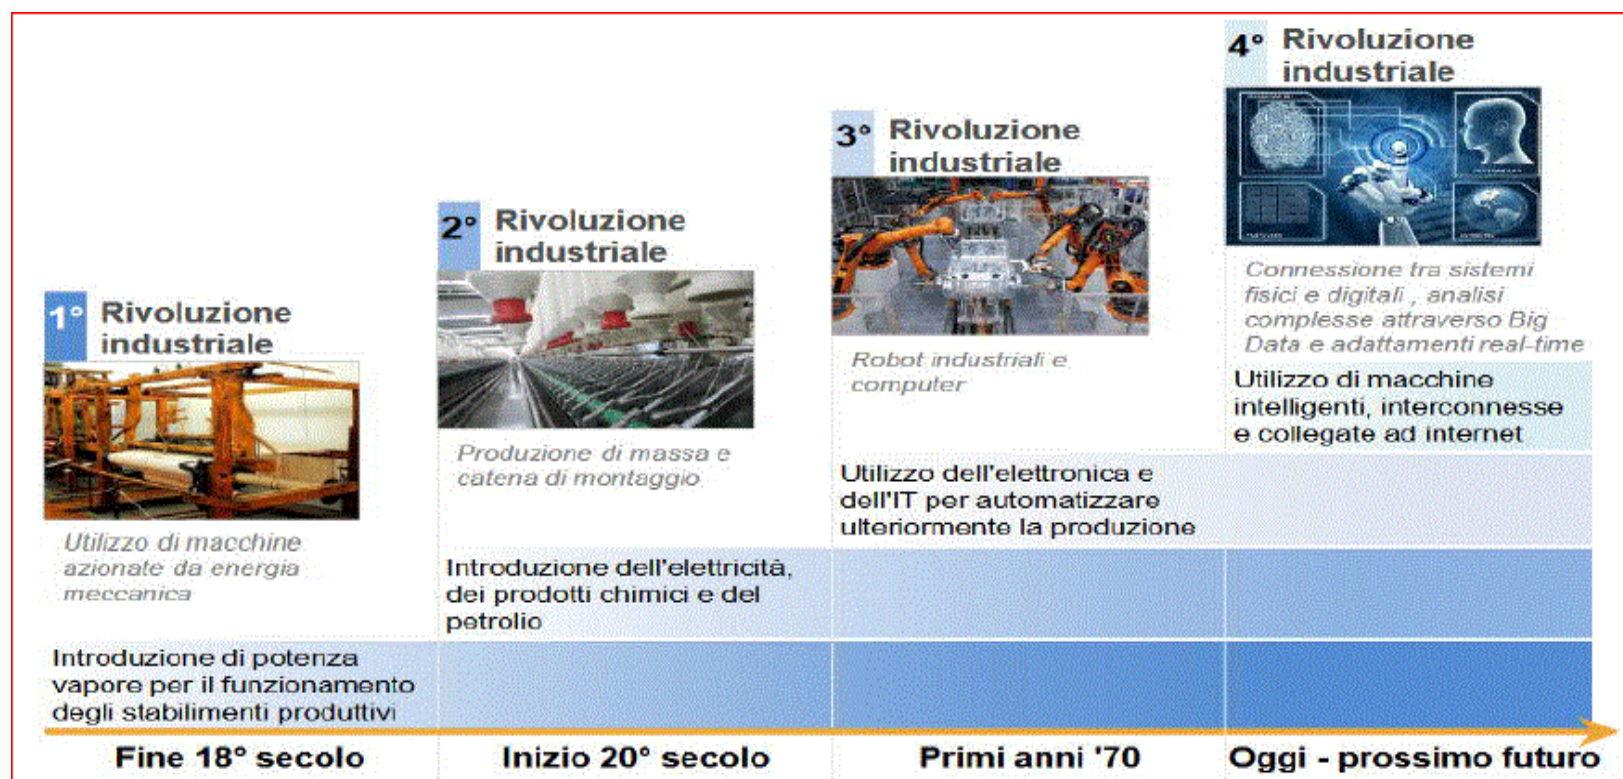 1° Rivoluzione
industriale
Utilizzo di macchine
azionate da energia
meccanica
Introduzione di potenza
vapore per il funzionamento
degli stabilimenti produttivi
Fine 18° secolo
2° Rivoluzione
industriale
Produzione di massa e
catena di montaggio
Introduzione dell'elettricità,
dei prodotti chimici e del
petrolio
Inizio 20° secolo
3° Rivoluzione
industriale
Robot industriali e
computer
Utilizzo dell'elettronica e
dell'IT per automatizzare
ulteriormente la produzione
Primi anni '70
4° Rivoluzione
industriale
Connessione tra sistemi
fisici e digitali , analisi
complesse attraverso Big
Data e adattamenti real-time
Utilizzo di macchine
intelligenti, interconnesse
e collegate ad internet
Oggi - prossimo futuro